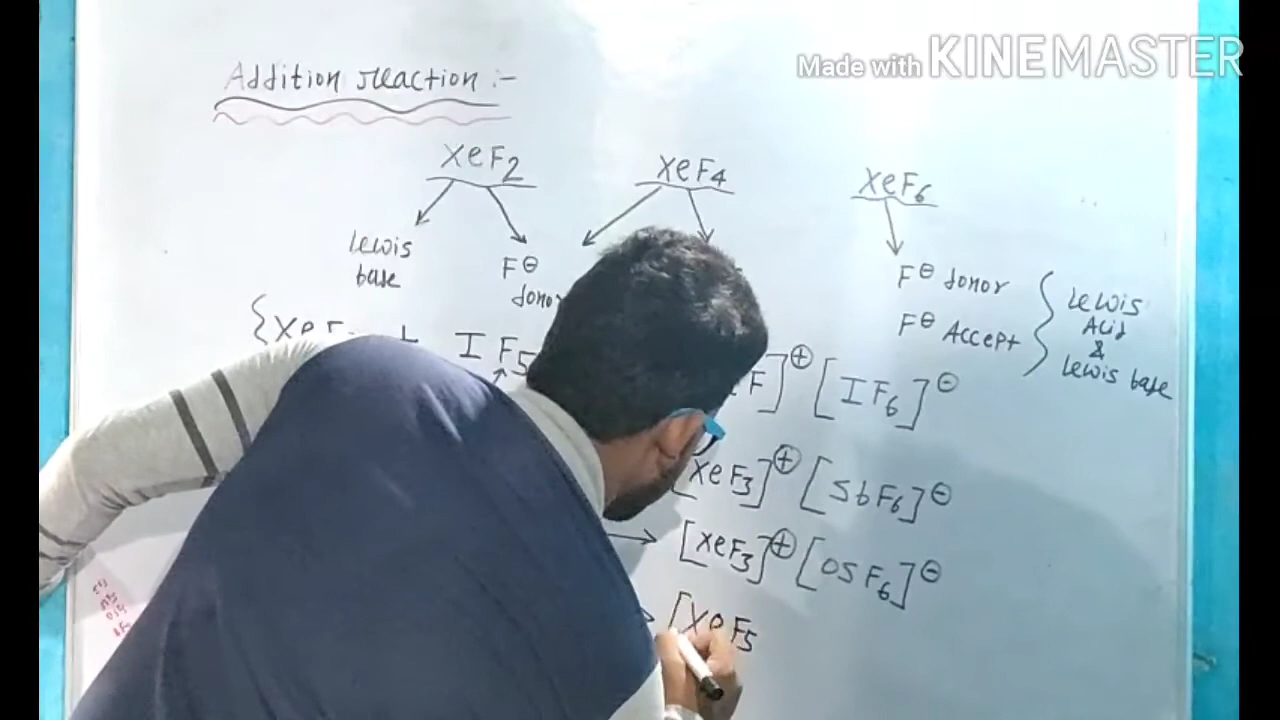 Made with KINEMASTER
Addition reaction :-
XeF2 XeF4 XeF6
Lewis base
F⊖ donor
F⊖ donor
F⊖ Accept
Lewis
Acid
&
Lewis base
+ IF5
F]⊕ [IF6]⊖
[XeF3]⊕ [SbF6]⊖
→ [XeF3]⊕ [OSF6]⊖
[XeF5